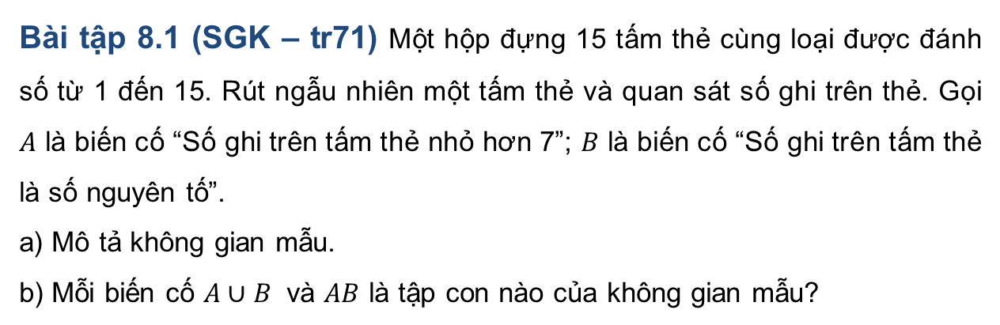 Bài tập 8.1 (SGK – tr71) Một hộp đựng 15 tấm thẻ cùng loại được đánh
số từ 1 đến 15. Rút ngẫu nhiên một tấm thẻ và quan sát số ghi trên thẻ. Gọi
A là biến cố “Số ghi trên tấm thẻ nhỏ hơn 7”; B là biến cố “Số ghi trên tấm thẻ
là số nguyên tố”.
a) Mô tả không gian mẫu.
b) Mỗi biến cố A ∪ B và AB là tập con nào của không gian mẫu?